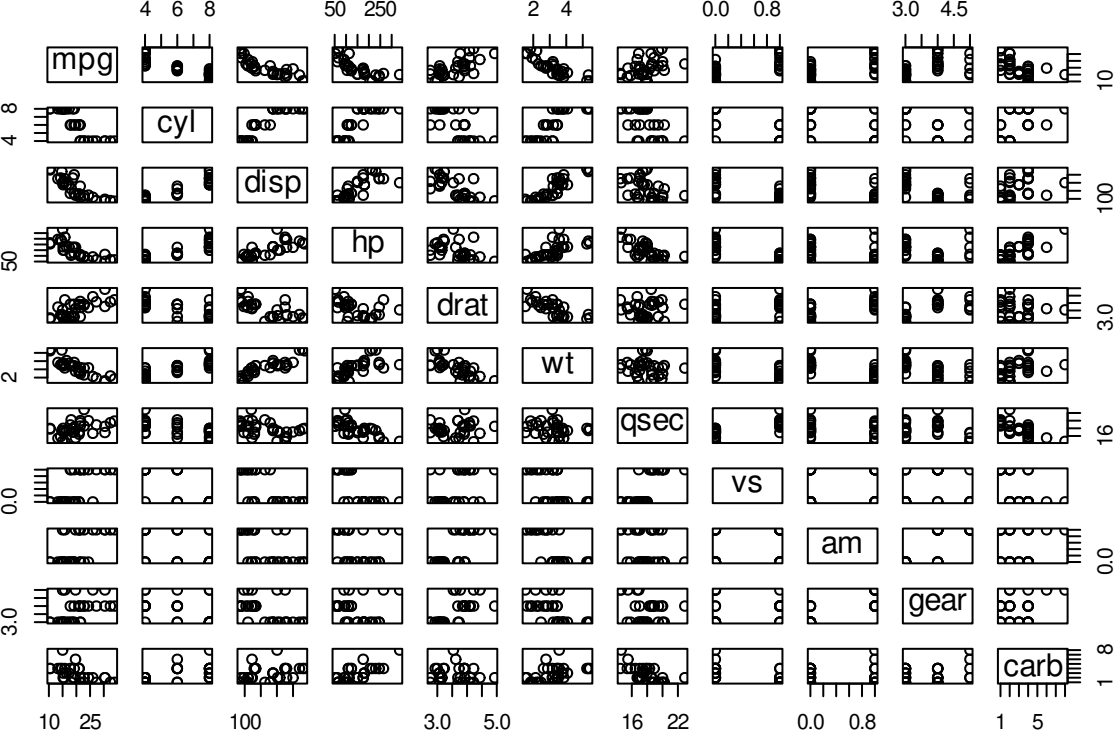 4 6 8 50 250 2 4 0.0 0.8 3.0 4.5
mpg 10
8 4 cyl
disp 100
50 hp
drat 3.0
2 wt
qsec 16
0.0 vs
am 0.0
3.0 gear
carb 8 1
10 25 100 3.0 5.0 16 22 0.0 0.8 1 5